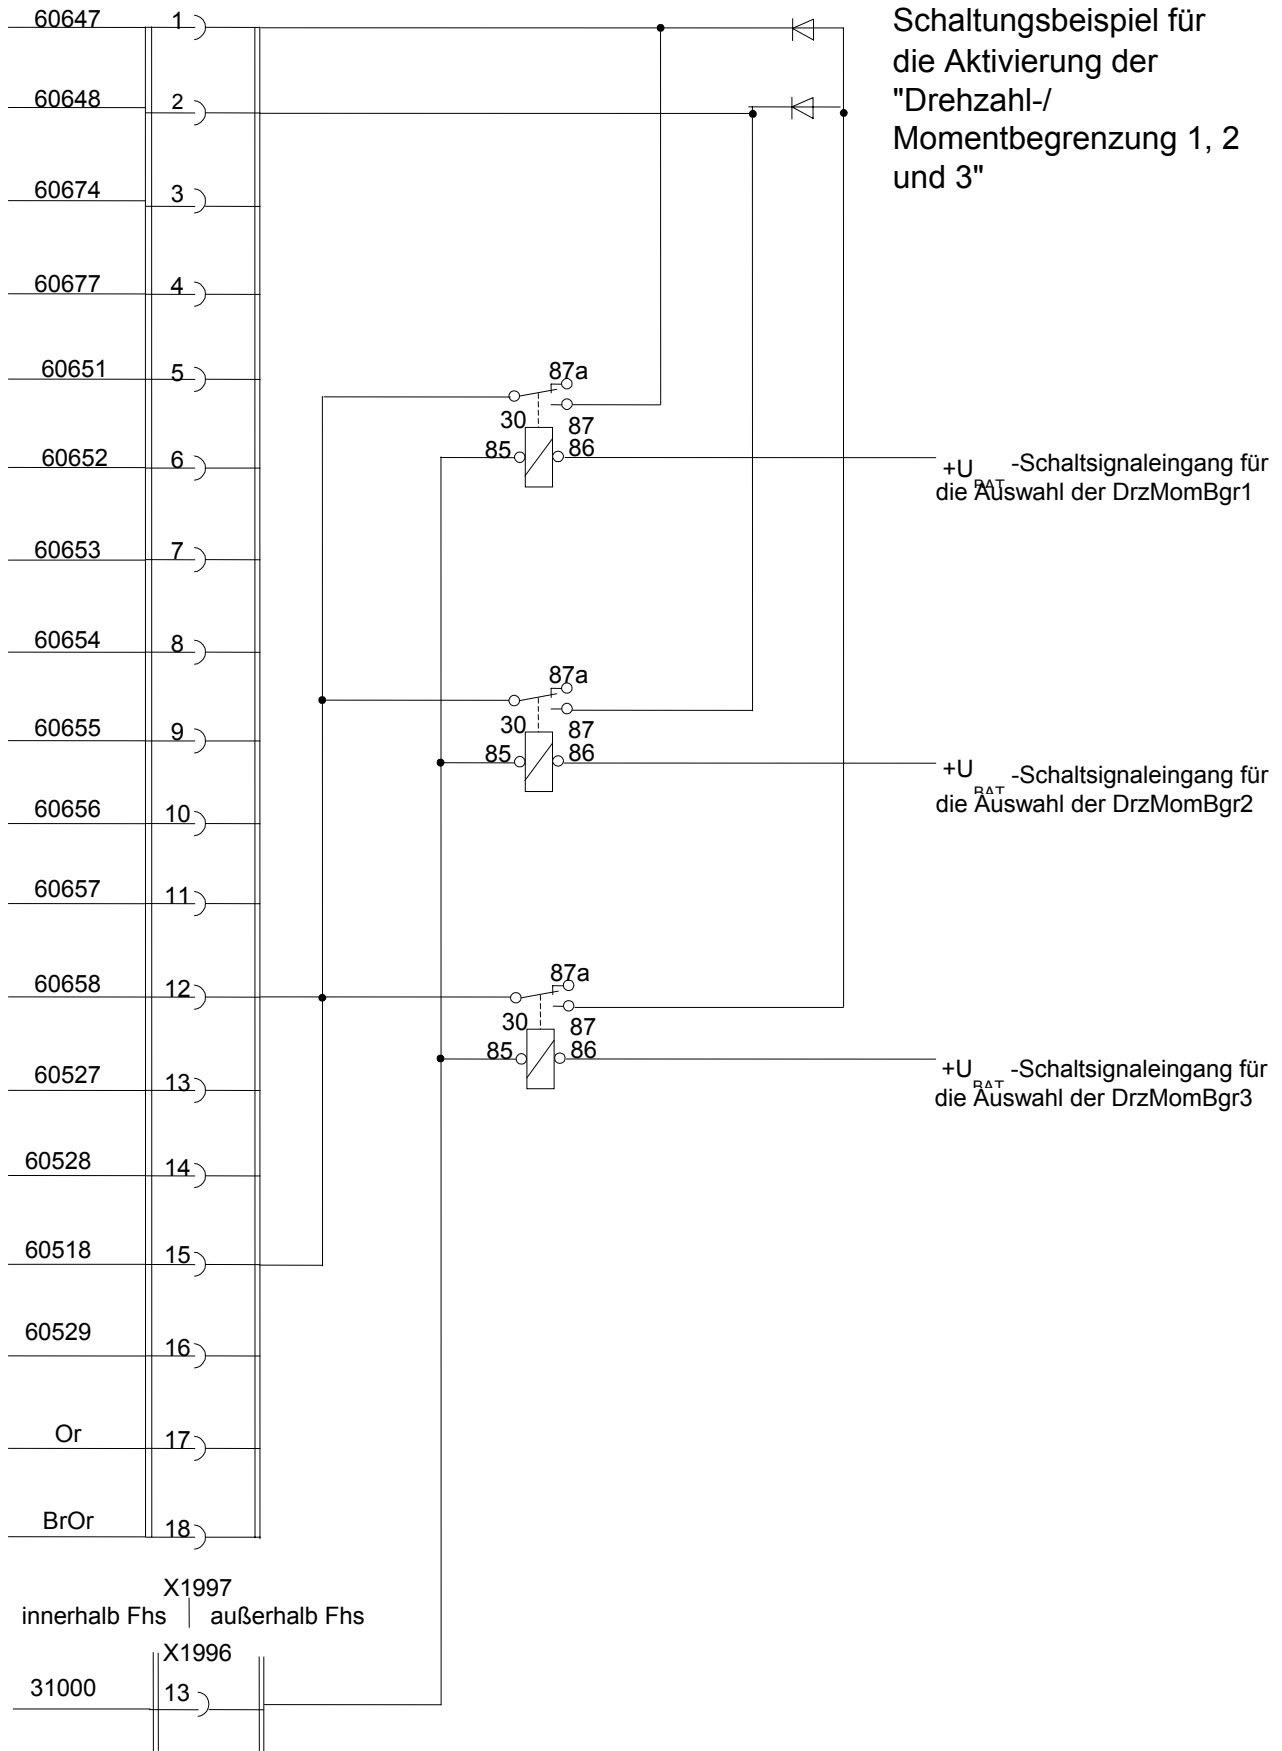 60647 1
Schaltungsbeispiel für
die Aktivierung der
"Drehzahl-/
Momentbegrenzung 1, 2
und 3"
60648 2
60674 3
60677 4
60651 5
87a
30 87
85 86
60652 6
+U BAT -Schaltsignaleingang für
die Auswahl der DrzMomBgr1
60653 7
60654 8
87a
30 87
85 86
60655 9
+U BAT -Schaltsignaleingang für
die Auswahl der DrzMomBgr2
60656 10
60657 11
60658 12
87a
30 87
85 86
+U BAT -Schaltsignaleingang für
die Auswahl der DrzMomBgr3
60527 13
60528 14
60518 15
60529 16
Or 17
BrOr 18
X1997
innerhalb Fhs außerhalb Fhs
X1996
31000 13